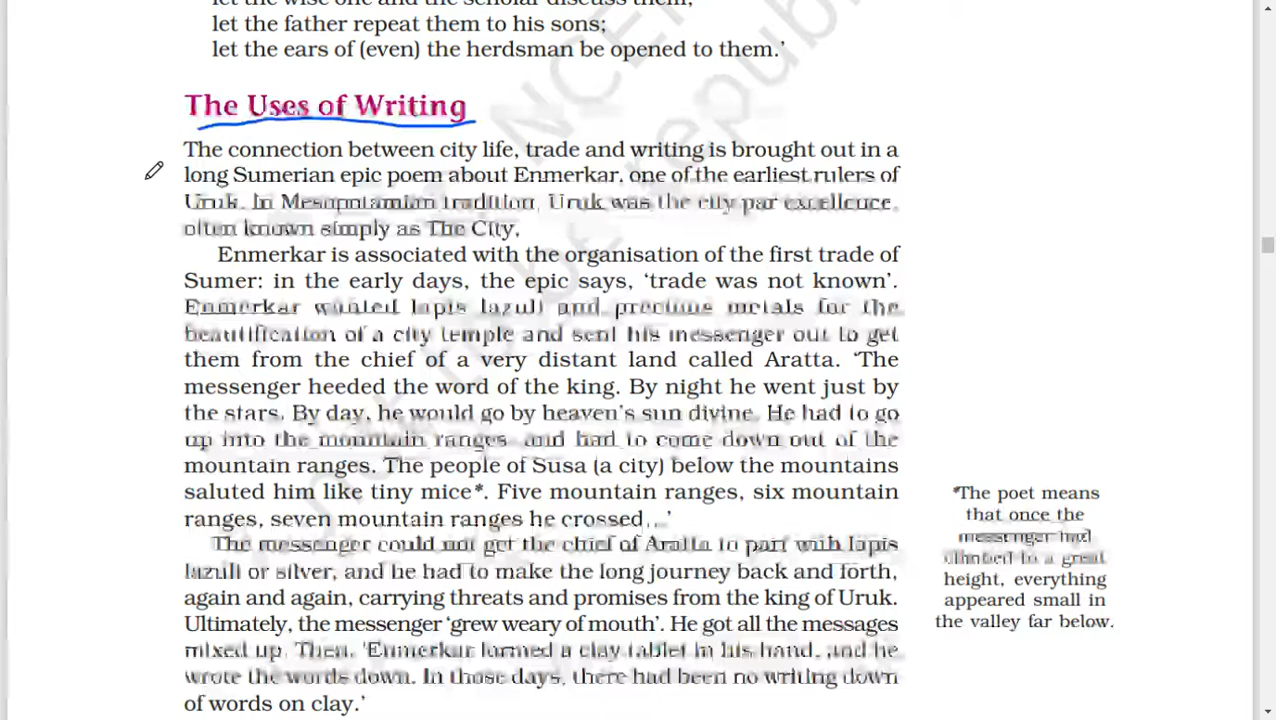 let the wise one and the scholar discuss them;
let the father repeat them to his sons;
let the ears of (even) the herdsman be opened to them.'
The Uses of Writing
The connection between city life, trade and writing is brought out in a
long Sumerian epic poem about Enmerkar, one of the earliest rulers of
Uruk. In Mesopotamian tradition, Uruk was the city par excellence,
often known simply as The City.
Enmerkar is associated with the organisation of the first trade of
Sumer: in the early days, the epic says, 'trade was not known'.
Enmerkar wanted lapis lazuli and precious metals for the
beautification of a city temple and sent his messenger out to get
them from the chief of a very distant land called Aratta. 'The
messenger heeded the word of the king. By night he went just by
the stars. By day, he would go by heaven's sun divine. He had to go
up into the mountain ranges, and had to come down out of the
mountain ranges. The people of Susa (a city) below the mountains
saluted him like tiny mice*. Five mountain ranges, six mountain
ranges, seven mountain ranges he crossed...'
The messenger could not get the chief of Aratta to part with lapis
lazuli or silver, and he had to make the long journey back and forth,
again and again, carrying threats and promises from the king of Uruk.
Ultimately, the messenger 'grew weary of mouth'. He got all the messages
mixed up. Then, 'Enmerkar formed a clay tablet in his hand, and he
wrote the words down. In those days, there had been no writing down
of words on clay.'
*The poet means
that once the
messenger had
climbed to a great
height, everything
appeared small in
the valley far below.
NCE
republ